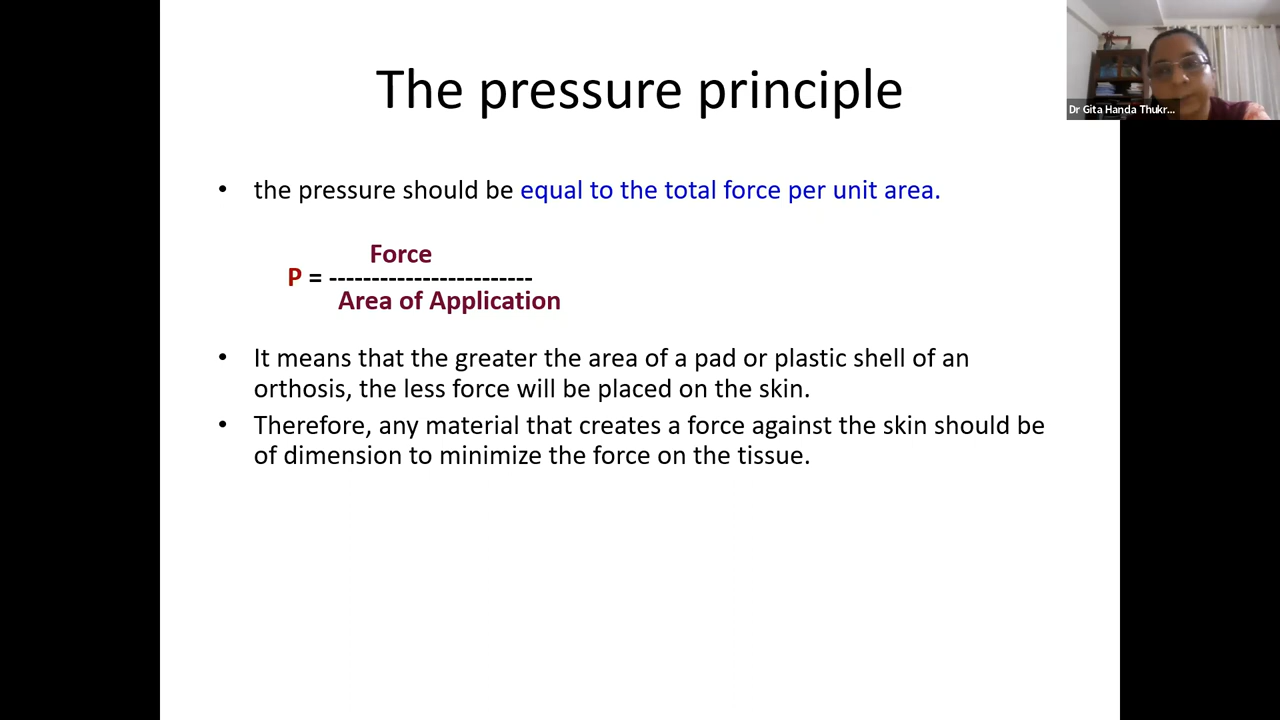 The pressure principle
Dr Gita Handa Thukr...
• the pressure should be equal to the total force per unit area.
Force
P = ------------------------
Area of Application
• It means that the greater the area of a pad or plastic shell of an
orthosis, the less force will be placed on the skin.
• Therefore, any material that creates a force against the skin should be
of dimension to minimize the force on the tissue.